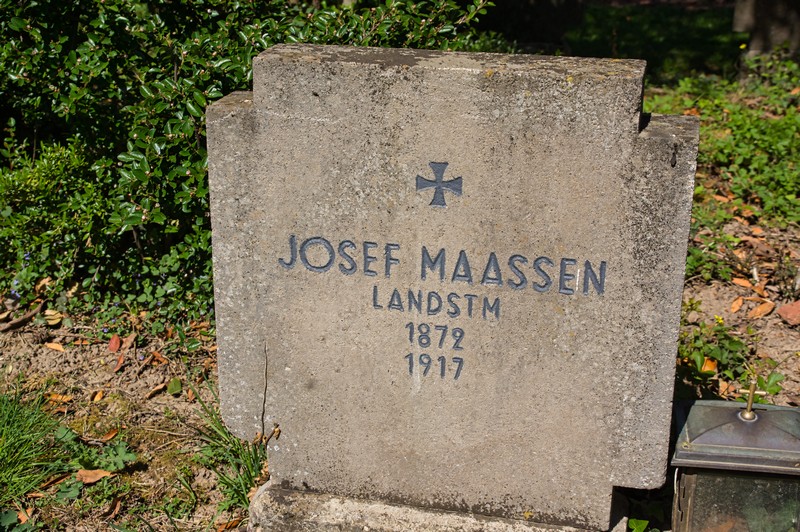 JOSEF MAASSEN
LANDSTM
1872
1917